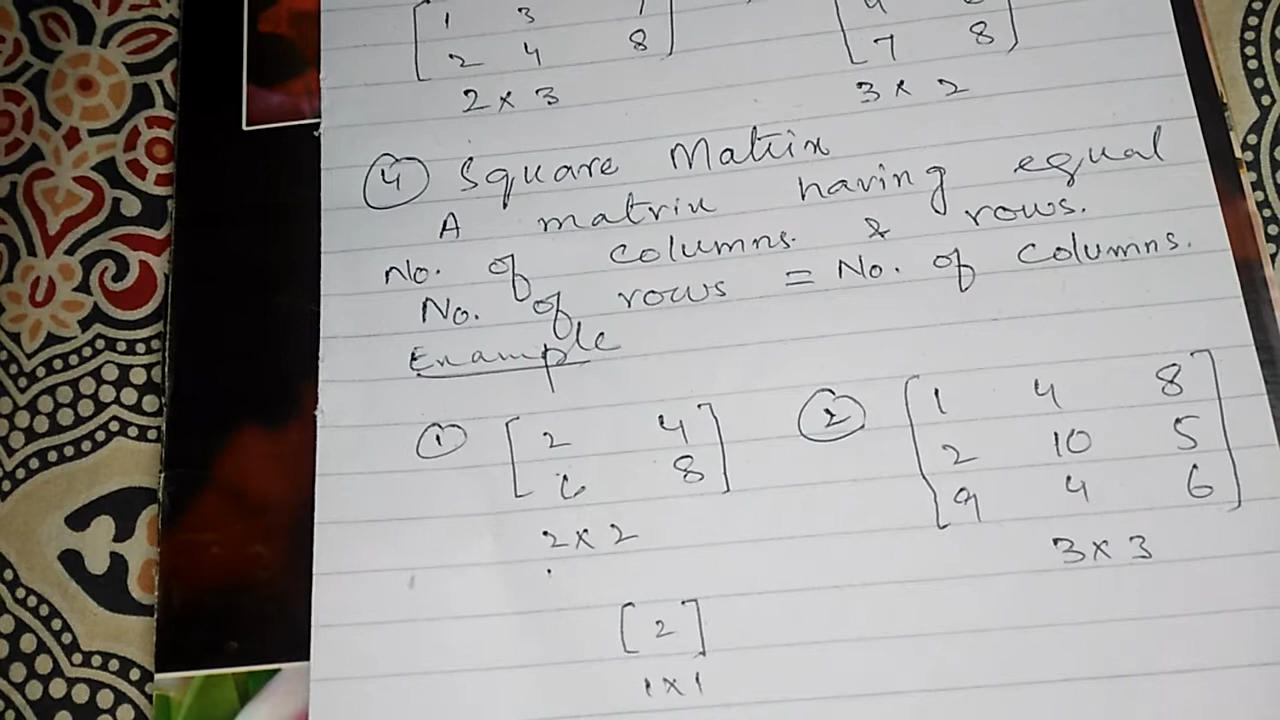 [1 3
2 4 8]
2 x 3
7 8]
3 x 2
④ Square Matrix
A matrix having equal
No. of columns. & rows.
No. of rows = No. of columns.
Example
① [2 4
6 8]
2 x 2
② [1 4 8
2 10 5
9 4 6]
3 x 3
[2]
1 x 1